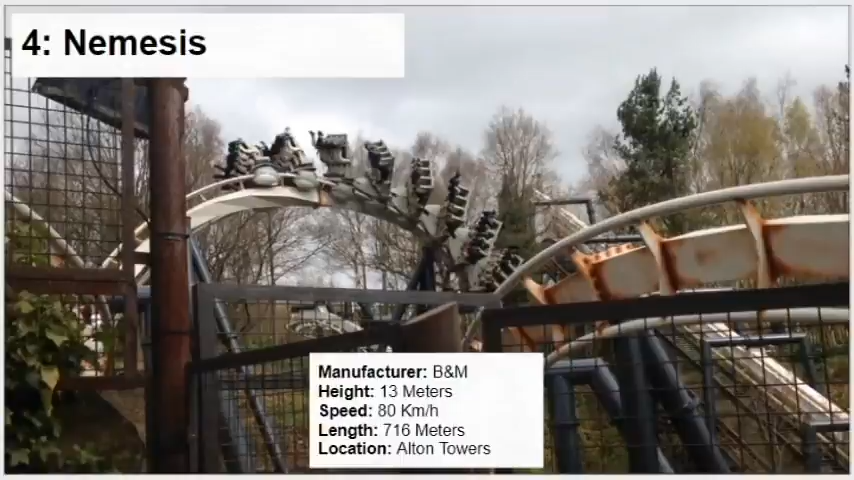 4: Nemesis
Manufacturer: B&M
Height: 13 Meters
Speed: 80 Km/h
Length: 716 Meters
Location: Alton Towers